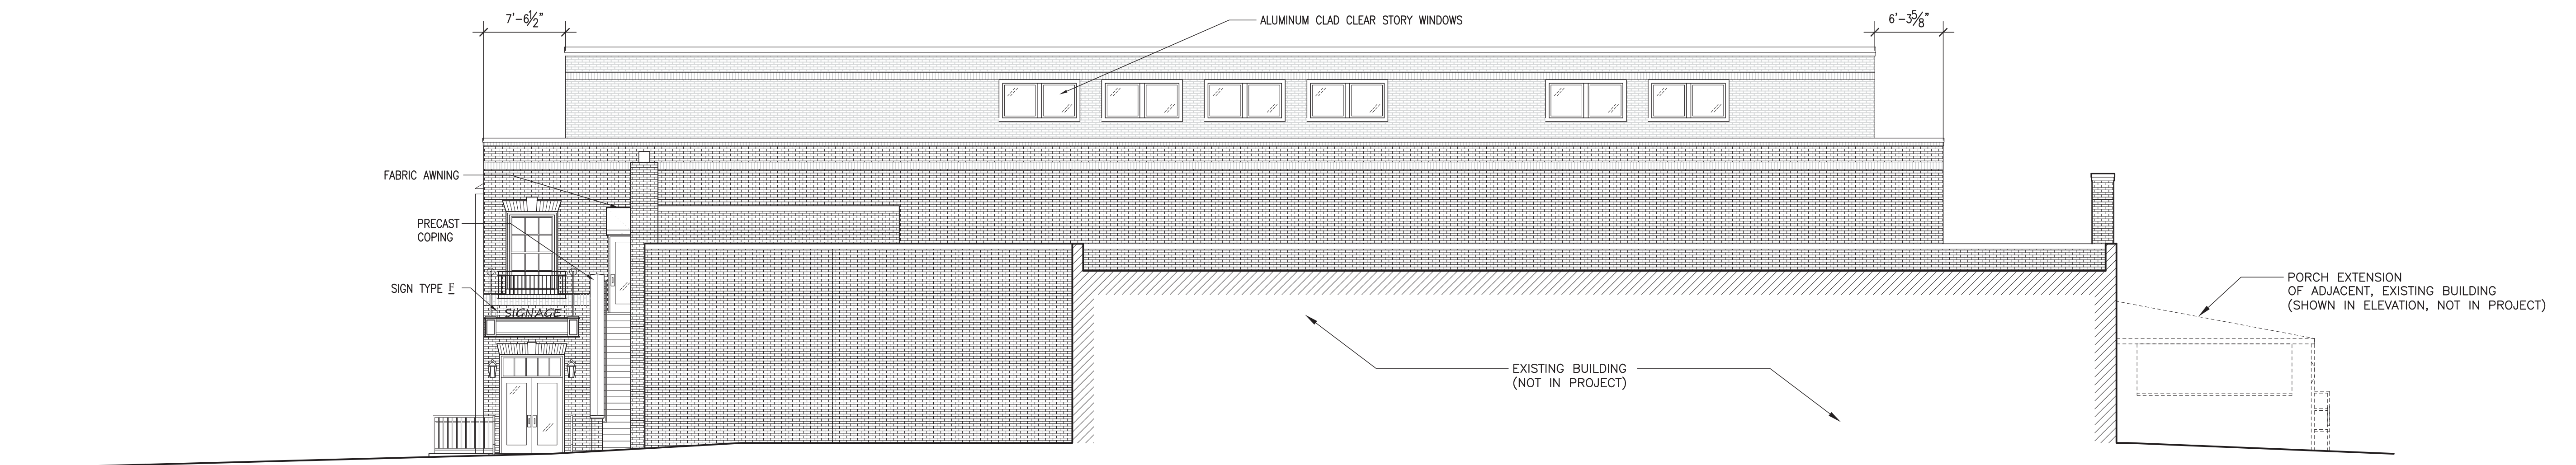 7'-6½"
ALUMINUM CLAD CLEAR STORY WINDOWS
6'-3⅝"
FABRIC AWNING
PRECAST
COPING
SIGN TYPE F
SIGNAGE
PORCH EXTENSION
OF ADJACENT, EXISTING BUILDING
(SHOWN IN ELEVATION, NOT IN PROJECT)
EXISTING BUILDING
(NOT IN PROJECT)